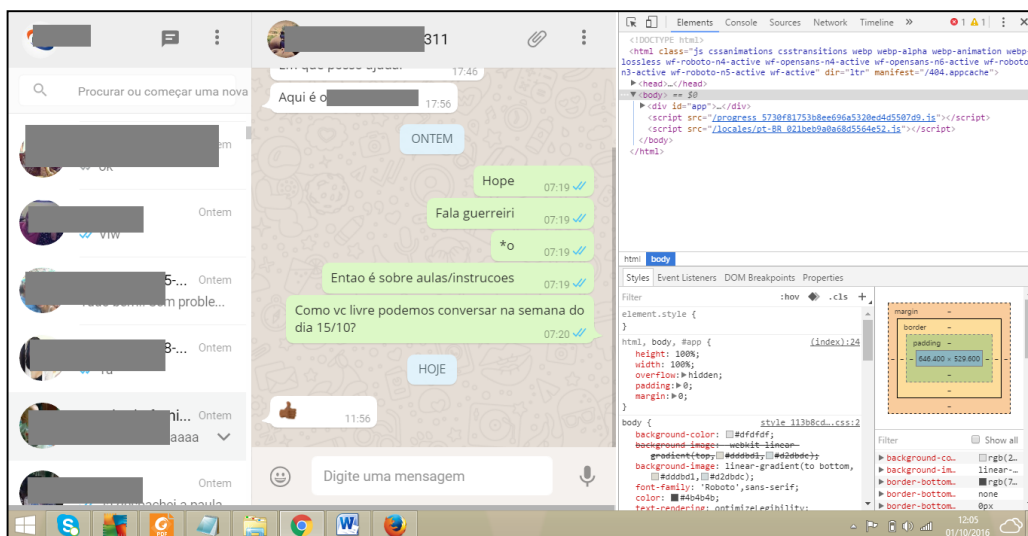 311
Em que posso ajudar
17:46
Procurar ou começar uma nova
Aqui é o
17:56
ONTEM
Hope
07:19
Fala guerreiri
07:19
*o
07:19
Entao é sobre aulas/instrucoes
07:19
Como vc livre podemos conversar na semana do
dia 15/10?
07:20
HOJE
11:56
Digite uma mensagem
Ontem
Ontem
5-... Ontem
proble...
3-... Ontem
Ontem
aaaa
Ontem
Elements Console Sources Network Timeline » 1 1
<!DOCTYPE html>
<html class="js cssanimations csstransitions webp webp-alpha webp-animation webp-
lossless wf-roboto-n4-active wf-opensans-n4-active wf-opensans-n6-active wf-roboto
n3-active wf-roboto-n5-active wf-active" dir="ltr" manifest="/404.appcache">
<head>…</head>
<body> == $0
<div id="app">…</div>
<script src="/progress_5730f81753b8ee696a5320ed4d5507d9.js"></script>
<script src="/locales/pt-BR_021beb9a0a68d5564e52.js"></script>
</body>
</html>
html body
Styles Event Listeners DOM Breakpoints Properties
Filter :hov .cls +
element.style {
}
html, body, #app { (index):24
height: 100%;
width: 100%;
overflow: hidden;
padding: 0;
margin: 0;
}
body { style_113b8cd….css:2
background-color: #dfdfdf;
background-image: -webkit-linear-
gradient(top, #dddbd1, #d2dbdc);
background-image: linear-gradient(to bottom,
#dddbd1, #d2dbdc);
font-family: 'Roboto',sans-serif;
color: #4b4b4b;
text-rendering: optimizeLegibility;
margin -
border -
padding -
646.400 × 529.600
Filter Show all
background-co… rgb(2…
background-im… linear-…
border-bottom… rgb(7…
border-bottom… none
border-bottom… 0px
12:05
01/10/2016